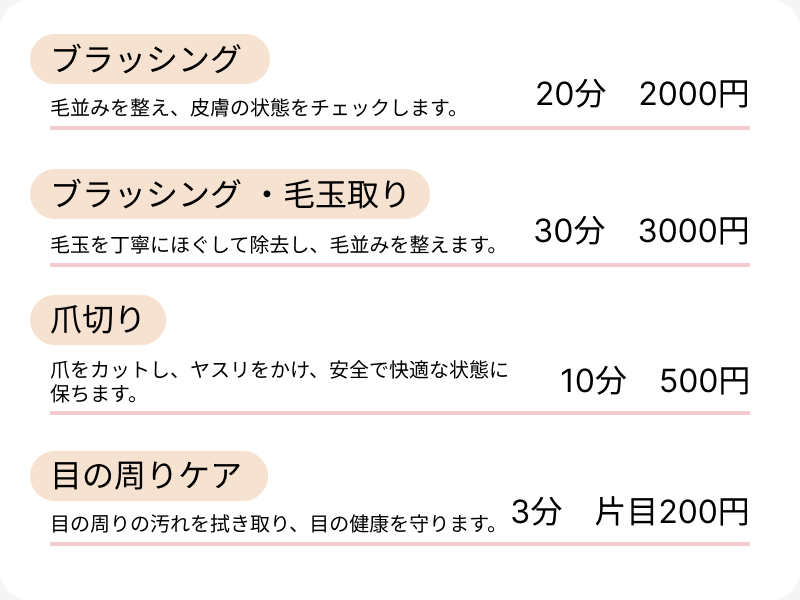 ブラッシング
毛並みを整え、皮膚の状態をチェックします。
20分　2000円
ブラッシング ・毛玉取り
毛玉を丁寧にほぐして除去し、毛並みを整えます。
30分　3000円
爪切り
爪をカットし、ヤスリをかけ、安全で快適な状態に
保ちます。
10分　500円
目の周りケア
目の周りの汚れを拭き取り、目の健康を守ります。
3分　片目200円